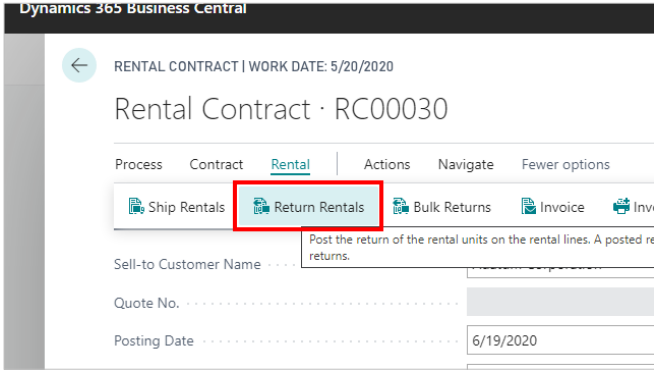 Dynamics 365 Business Central
RENTAL CONTRACT | WORK DATE: 5/20/2020
Rental Contract · RC00030
Process Contract Rental Actions Navigate Fewer options
Ship Rentals Return Rentals Bulk Returns Invoice
Post the return of the rental units on the rental lines. A posted
returns.
Sell-to Customer Name Corporation
Quote No.
Posting Date 6/19/2020